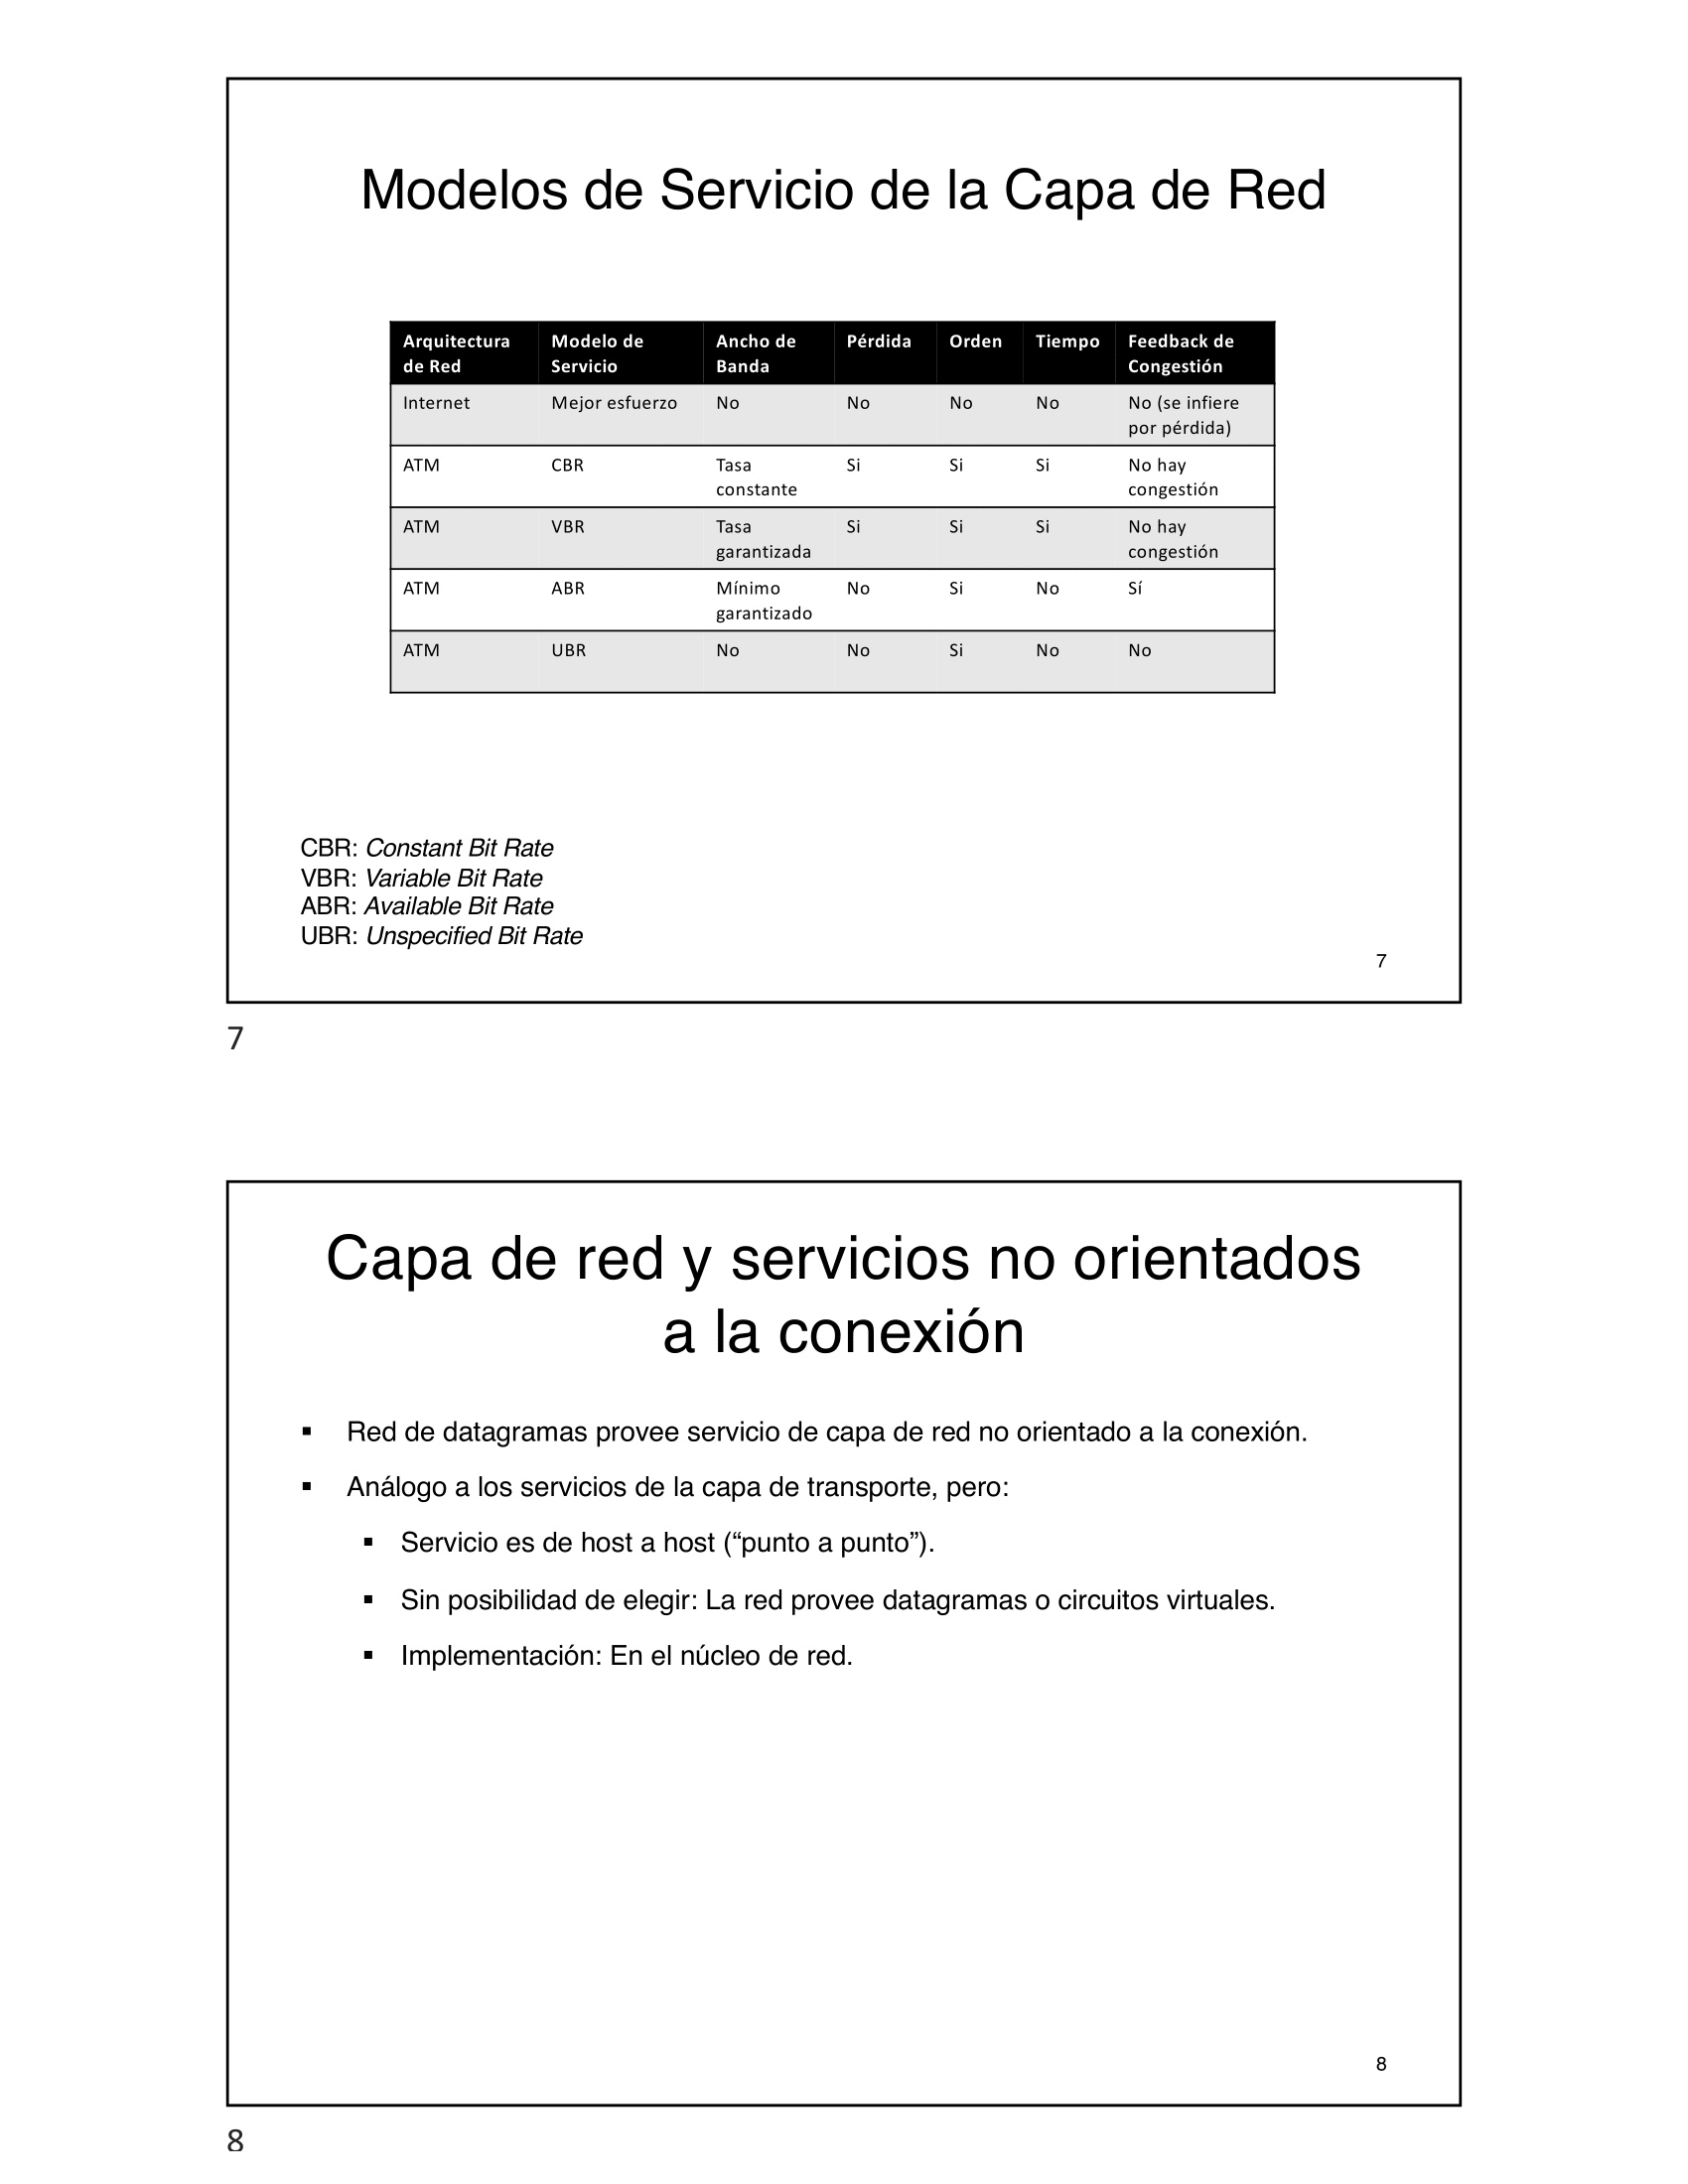 Modelos de Servicio de la Capa de Red
Arquitectura de Red | Modelo de Servicio | Ancho de Banda | Pérdida | Orden | Tiempo | Feedback de Congestión
Internet | Mejor esfuerzo | No | No | No | No | No (se infiere por pérdida)
ATM | CBR | Tasa constante | Si | Si | Si | No hay congestión
ATM | VBR | Tasa garantizada | Si | Si | Si | No hay congestión
ATM | ABR | Mínimo garantizado | No | Si | No | Sí
ATM | UBR | No | No | Si | No | No
CBR: Constant Bit Rate
VBR: Variable Bit Rate
ABR: Available Bit Rate
UBR: Unspecified Bit Rate
7
7
Capa de red y servicios no orientados
a la conexión
▪ Red de datagramas provee servicio de capa de red no orientado a la conexión.
▪ Análogo a los servicios de la capa de transporte, pero:
▪ Servicio es de host a host (“punto a punto”).
▪ Sin posibilidad de elegir: La red provee datagramas o circuitos virtuales.
▪ Implementación: En el núcleo de red.
8
8